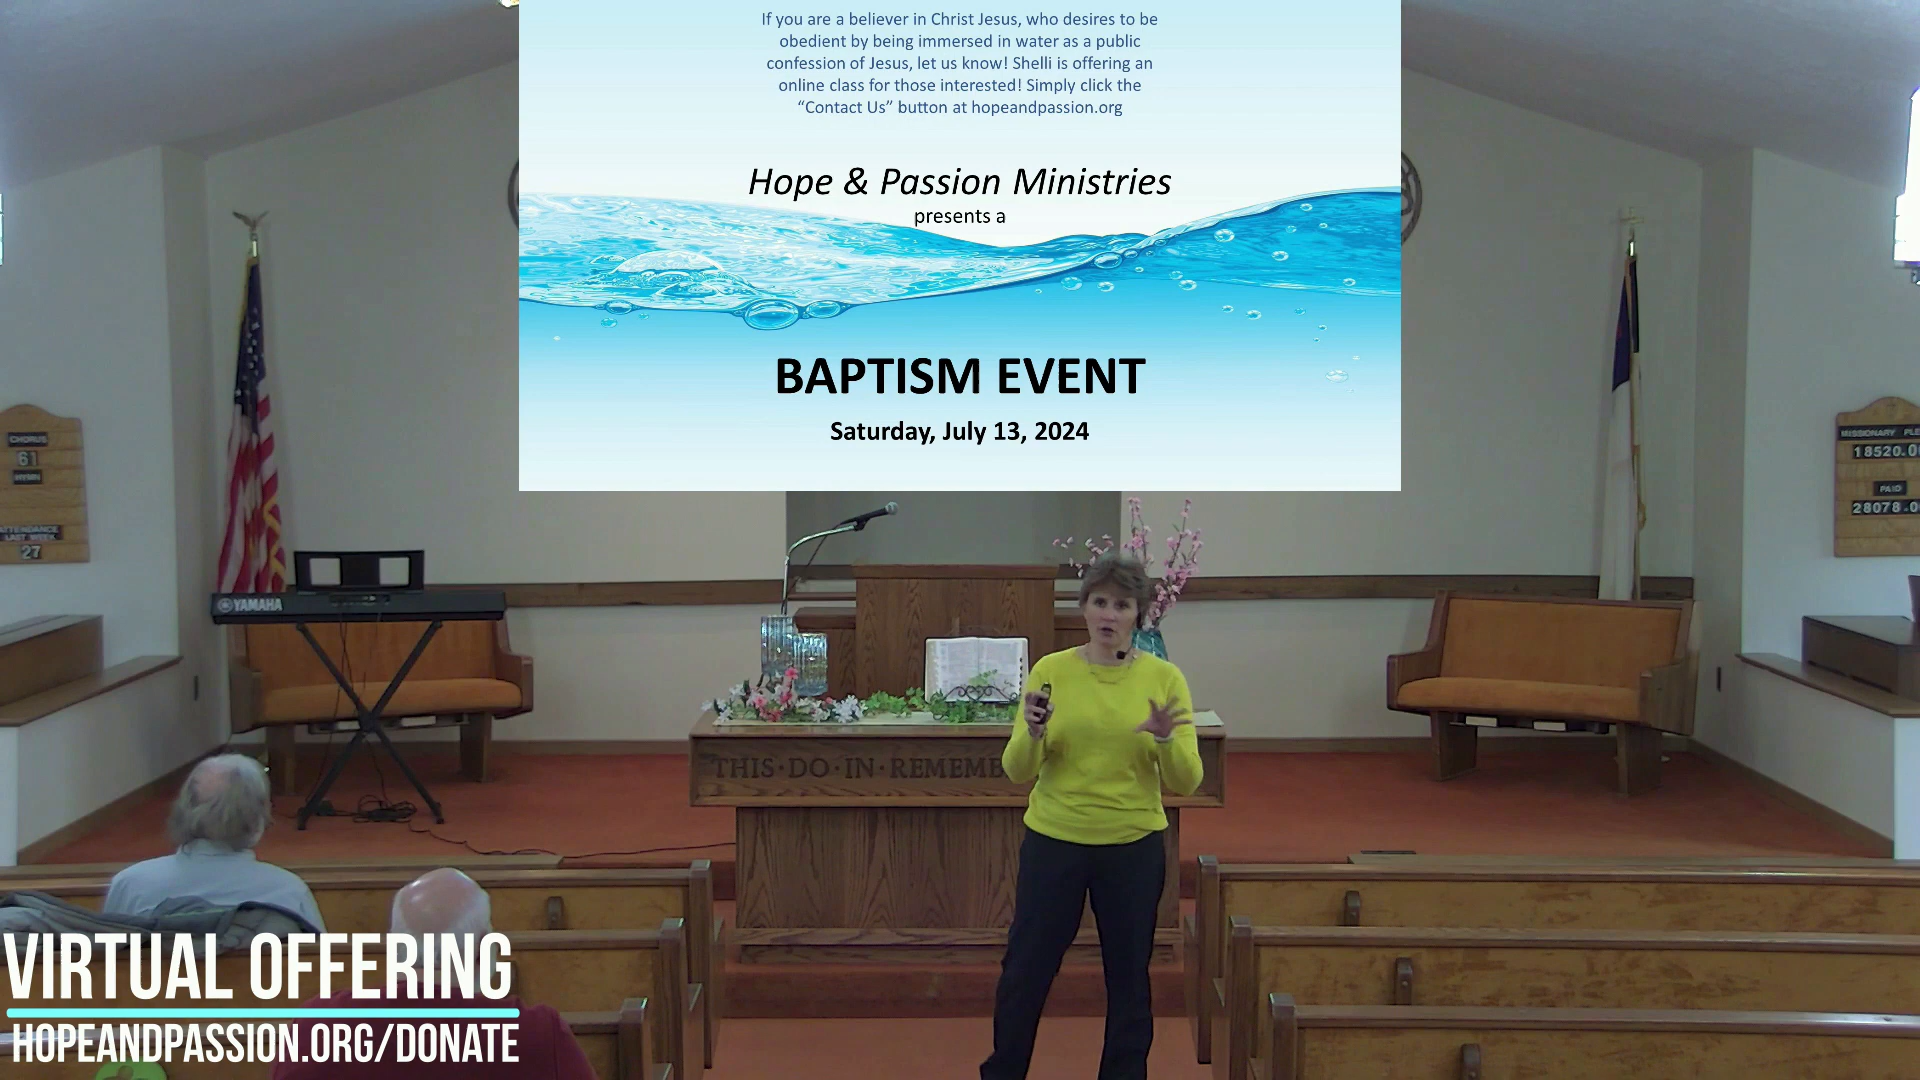 If you are a believer in Christ Jesus, who desires to be
obedient by being immersed in water as a public
confession of Jesus, let us know! Shelli is offering an
online class for those interested! Simply click the
“Contact Us” button at hopeandpassion.org
Hope & Passion Ministries
presents a
BAPTISM EVENT
Saturday, July 13, 2024
CHORUS
61
HYMN
ATTENDANCE
LAST WEEK
27
MISSIONARY PLE
18520.0
PAID
28078.0
YAMAHA
THIS·DO·IN·REMEMB
VIRTUAL OFFERING
HOPEANDPASSION.ORG/DONATE